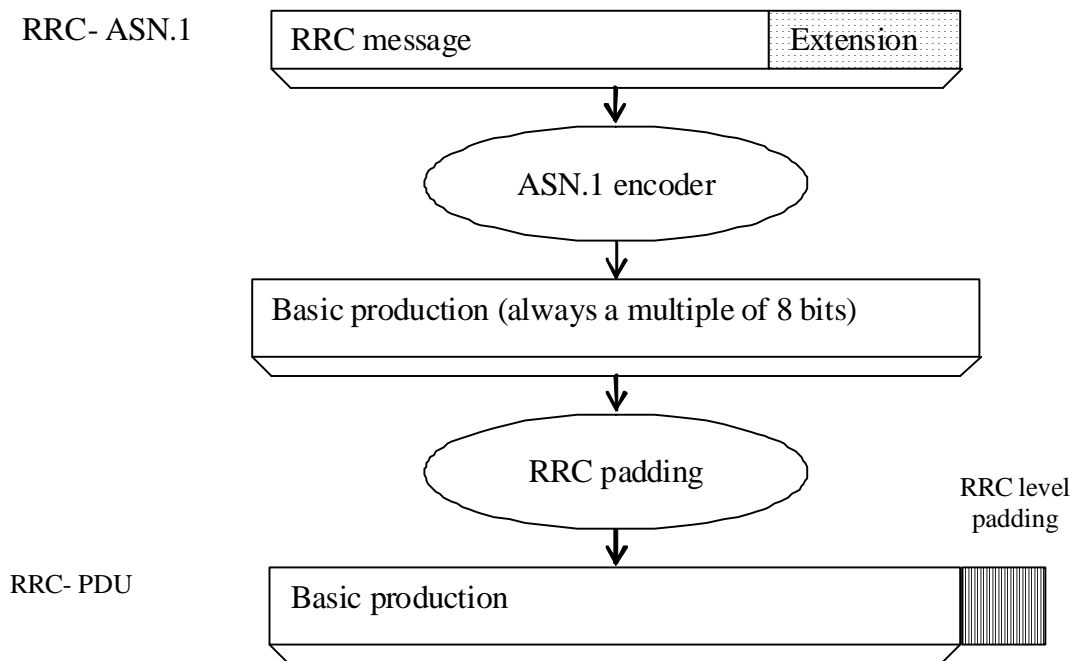 RRC- ASN.1
RRC message
Extension
ASN.1 encoder
Basic production (always a multiple of 8 bits)
RRC padding
RRC level
padding
RRC- PDU
Basic production